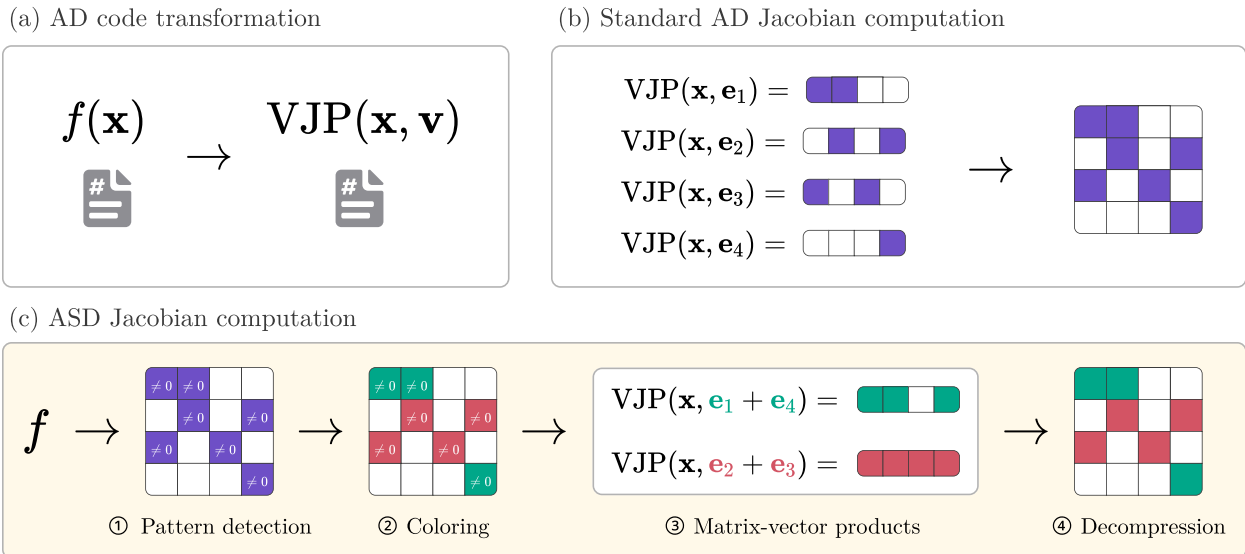 (a) AD code transformation
f(x) → VJP(x, v)
#
#
(b) Standard AD Jacobian computation
VJP(x, e₁) =
VJP(x, e₂) =
VJP(x, e₃) =
VJP(x, e₄) =
→
(c) ASD Jacobian computation
f → → → →
≠ 0 ≠ 0
≠ 0 ≠ 0
≠ 0 ≠ 0
≠ 0
① Pattern detection
≠ 0 ≠ 0
≠ 0 ≠ 0
≠ 0 ≠ 0
≠ 0
② Coloring
VJP(x, e₁ + e₄) =
VJP(x, e₂ + e₃) =
③ Matrix-vector products
④ Decompression